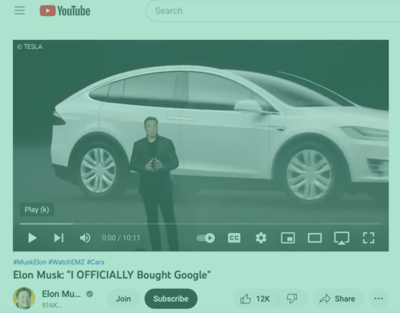 YouTube
Search
© TESLA
Play (k)
0:00 / 10:11
CC
#MuskElon #WatchEMZ #Cars
Elon Musk: "I OFFICIALLY Bought Google"
Elon Mu...
916K...
Join
Subscribe
12K
Share